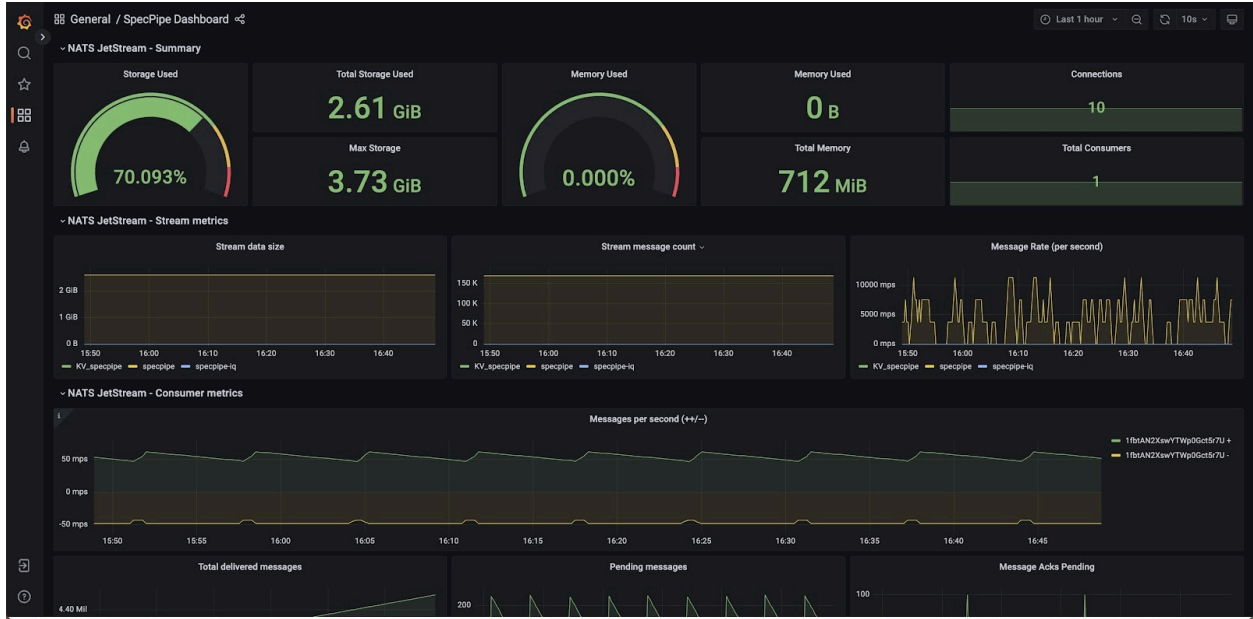 General / SpecPipe Dashboard
Last 1 hour
10s
NATS JetStream - Summary
Storage Used
70.093%
Total Storage Used
2.61 GiB
Max Storage
3.73 GiB
Memory Used
0.000%
Memory Used
0 B
Total Memory
712 MiB
Connections
10
Total Consumers
1
NATS JetStream - Stream metrics
Stream data size
2 GiB
1 GiB
0 B
15:50 16:00 16:10 16:20 16:30 16:40
KV_specpipe specpipe specpipe-iq
Stream message count
150 K
100 K
50 K
0
15:50 16:00 16:10 16:20 16:30 16:40
KV_specpipe specpipe specpipe-iq
Message Rate (per second)
10000 mps
5000 mps
0 mps
15:50 16:00 16:10 16:20 16:30 16:40
KV_specpipe specpipe specpipe-iq
NATS JetStream - Consumer metrics
i
Messages per second (++/--)
50 mps
0 mps
-50 mps
15:50 15:55 16:00 16:05 16:10 16:15 16:20 16:25 16:30 16:35 16:40 16:45
1fbtAN2XswYTWp0Gct5r7U +
1fbtAN2XswYTWp0Gct5r7U -
Total delivered messages
4.40 Mil
Pending messages
200
Message Acks Pending
100